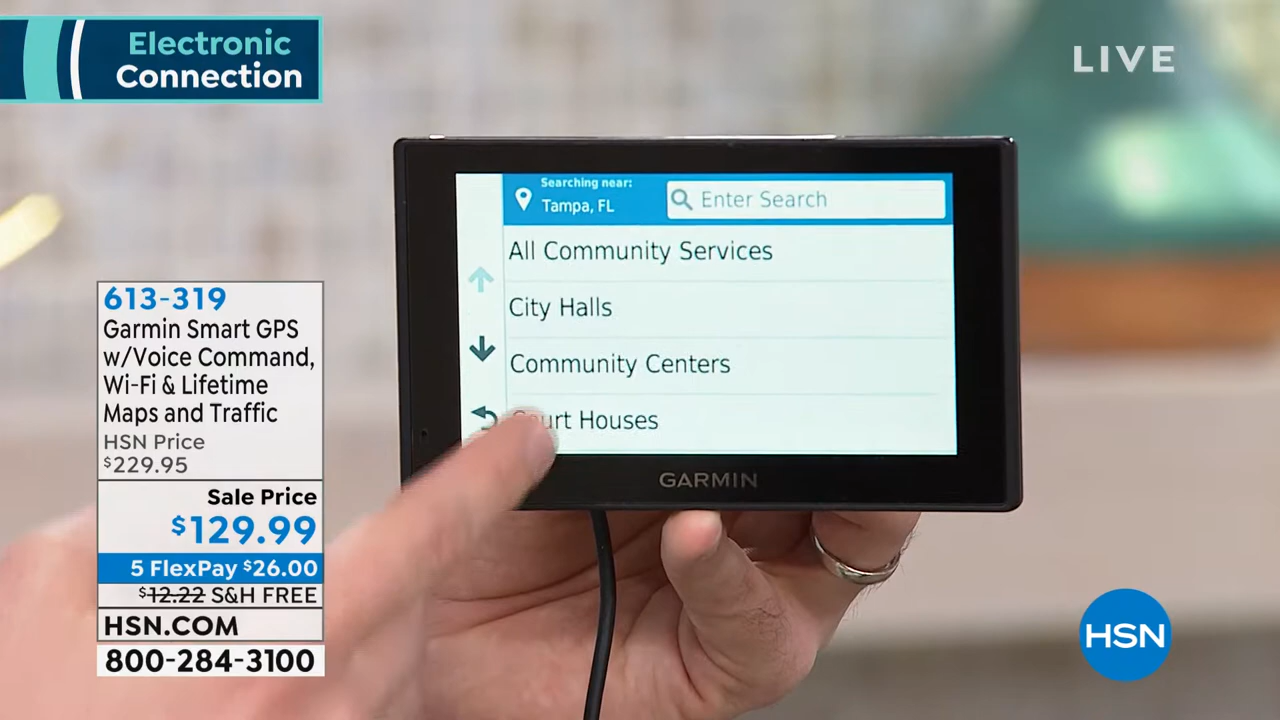 Electronic
Connection
LIVE
Searching near:
Tampa, FL
Enter Search
All Community Services
City Halls
Community Centers
Court Houses
GARMIN
613-319
Garmin Smart GPS
w/Voice Command,
Wi-Fi & Lifetime
Maps and Traffic
HSN Price
$229.95
Sale Price
$129.99
5 FlexPay $26.00
$12.22 S&H FREE
HSN.COM
800-284-3100
HSN